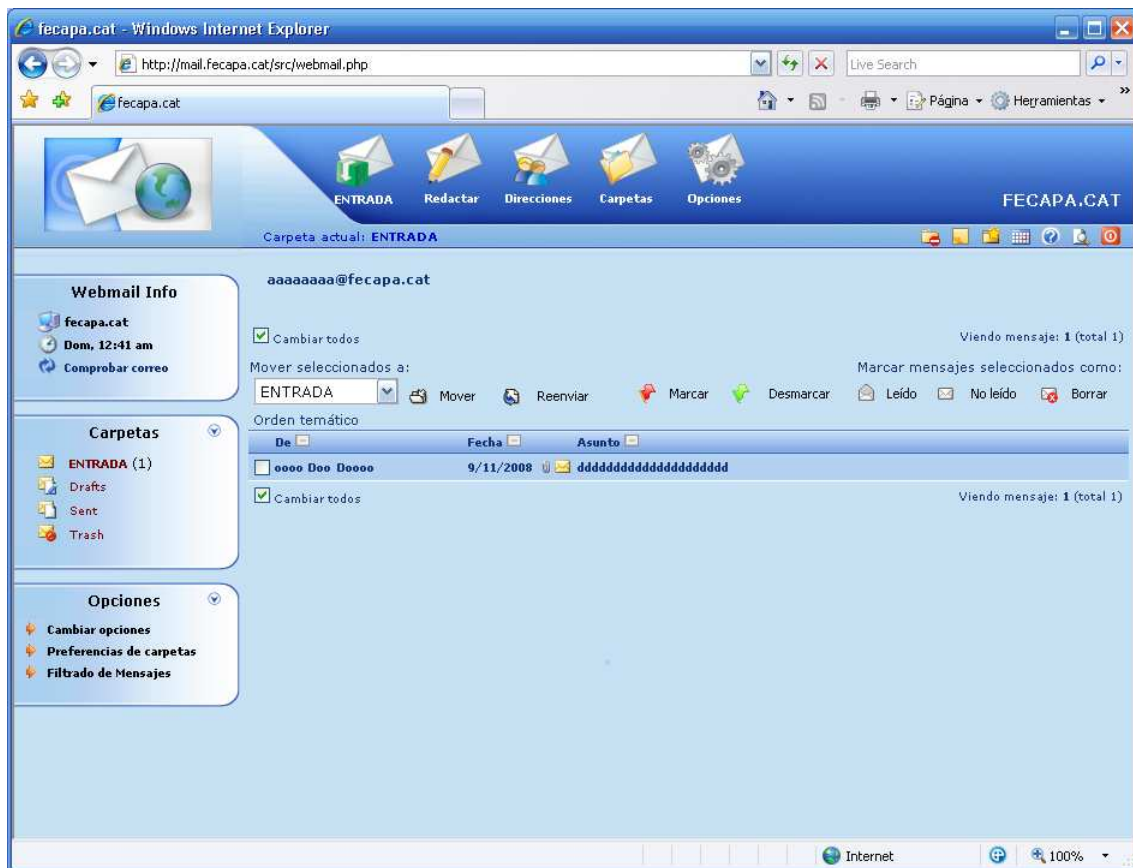 fecapa.cat - Windows Internet Explorer
http://mail.fecapa.cat/src/webmail.php
Live Search
fecapa.cat
Página
Herramientas
»
ENTRADA
Redactar
Direcciones
Carpetas
Opciones
FECAPA.CAT
Carpeta actual: ENTRADA
Webmail Info
fecapa.cat
Dom, 12:41 am
Comprobar correo
Carpetas
ENTRADA (1)
Drafts
Sent
Trash
Opciones
Cambiar opciones
Preferencias de carpetas
Filtrado de Mensajes
aaaaaaaa@fecapa.cat
Cambiar todos
Viendo mensaje: 1 (total 1)
Mover seleccionados a:
Marcar mensajes seleccionados como:
ENTRADA
Mover
Reenviar
Marcar
Desmarcar
Leído
No leído
Borrar
Orden temático
De
Fecha
Asunto
oooo Doo Doooo
9/11/2008
ddddddddddddddddddddd
Cambiar todos
Viendo mensaje: 1 (total 1)
Internet
100%